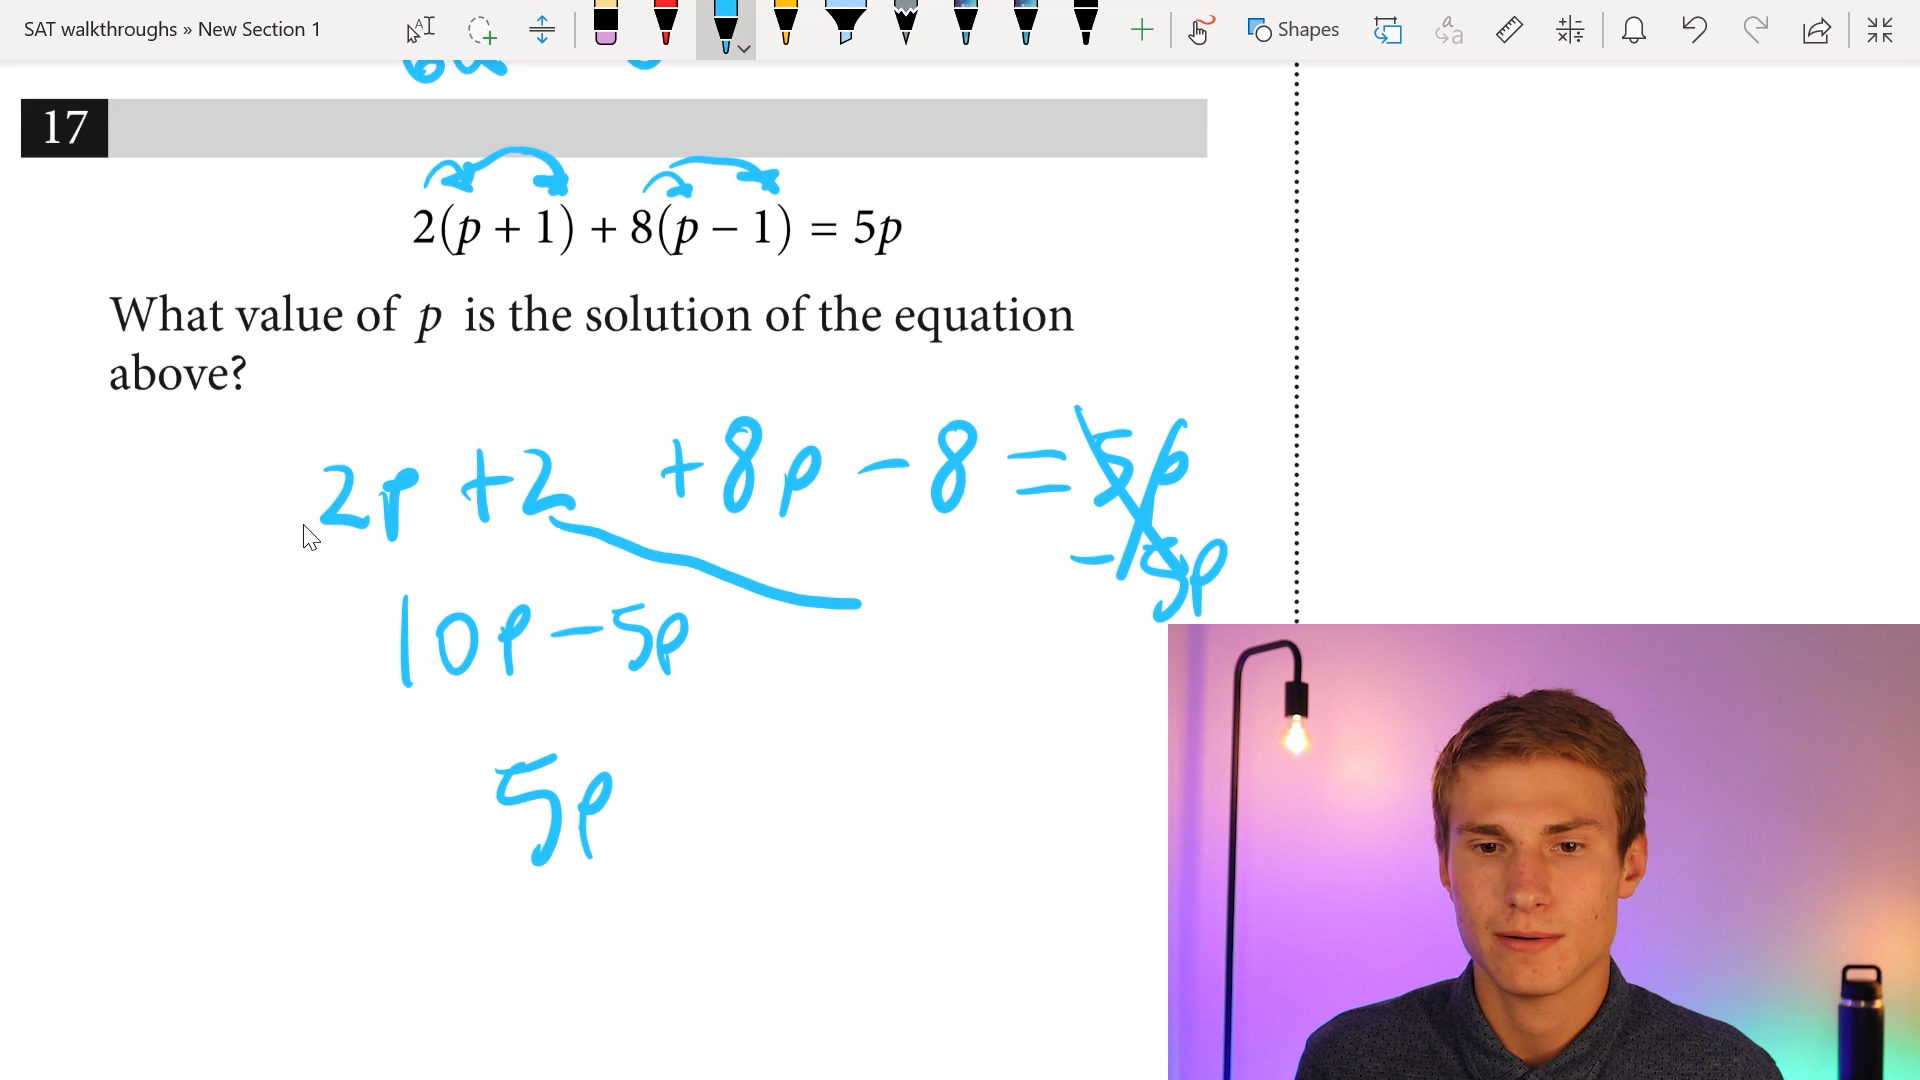 SAT walkthroughs » New Section 1
Shapes
17
2(p + 1) + 8(p − 1) = 5p
What value of p is the solution of the equation
above?
2p +2 +8p − 8 = 5p
−5p
10p − 5p
5p